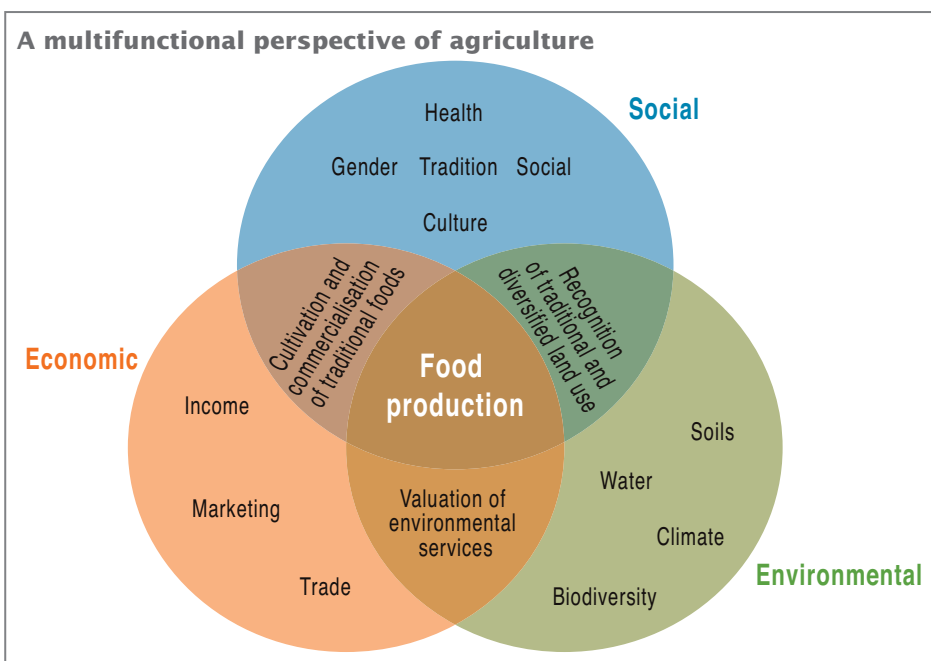 A multifunctional perspective of agriculture
Social
Health
Gender Tradition Social
Culture
Cultivation and
commercialisation
of traditional foods
Recognition
of traditional and
diversified land use
Economic
Food
production
Income
Soils
Water
Marketing
Valuation of
environmental
services
Climate
Trade
Environmental
Biodiversity